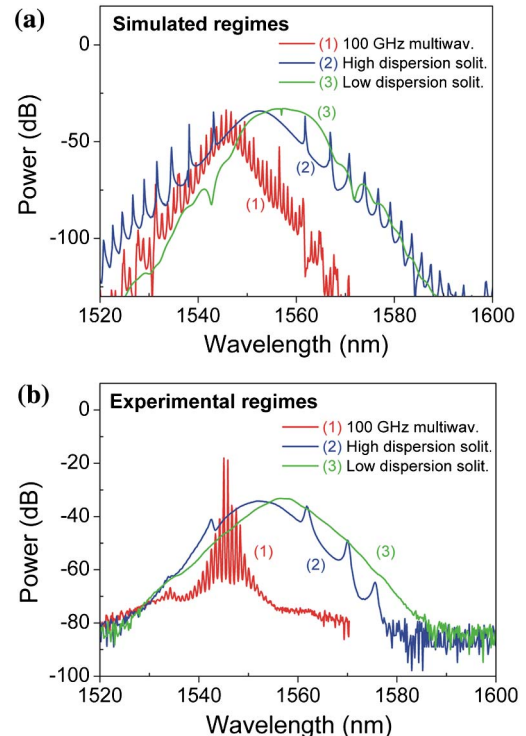 (a)
Simulated regimes
(1) 100 GHz multiwav.
(2) High dispersion solit.
(3) Low dispersion solit.
0
-50
-100
Power (dB)
(3)
(2)
(1)
1520 1540 1560 1580 1600
Wavelength (nm)
(b)
Experimental regimes
(1) 100 GHz multiwav.
(2) High dispersion solit.
(3) Low dispersion solit.
0
-20
-40
-60
-80
-100
Power (dB)
(1)
(2)
(3)
1520 1540 1560 1580 1600
Wavelength (nm)